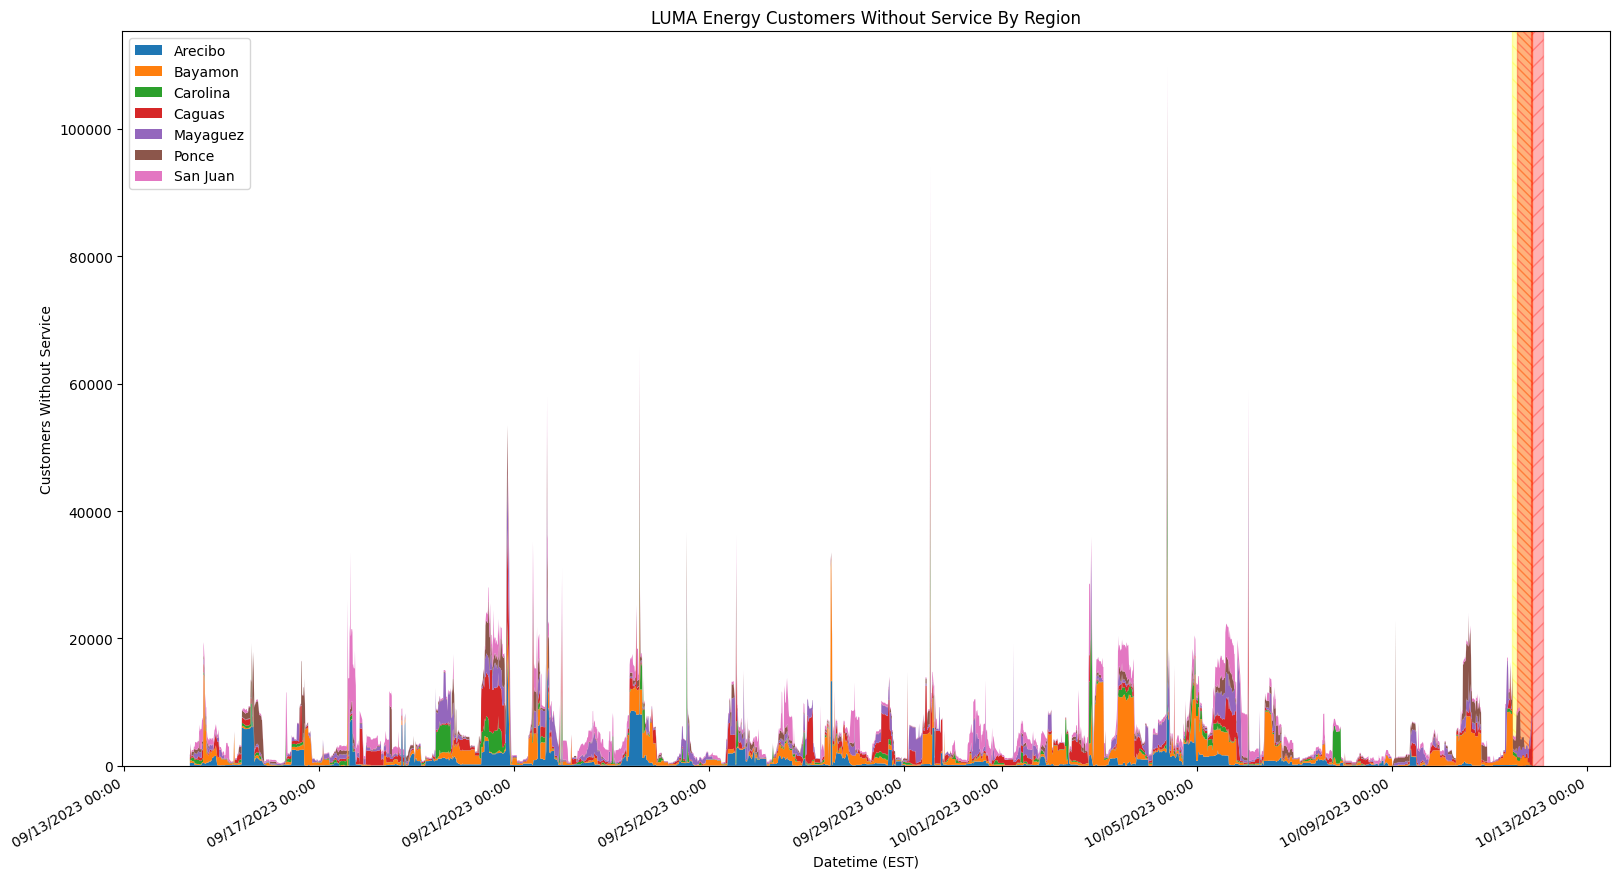 LUMA Energy Customers Without Service By Region
Arecibo
Bayamon
Carolina
Caguas
Mayaguez
Ponce
San Juan
100000
80000
60000
40000
20000
0
Customers Without Service
09/13/2023 00:00
09/17/2023 00:00
09/21/2023 00:00
09/25/2023 00:00
09/29/2023 00:00
10/01/2023 00:00
10/05/2023 00:00
10/09/2023 00:00
10/13/2023 00:00
Datetime (EST)